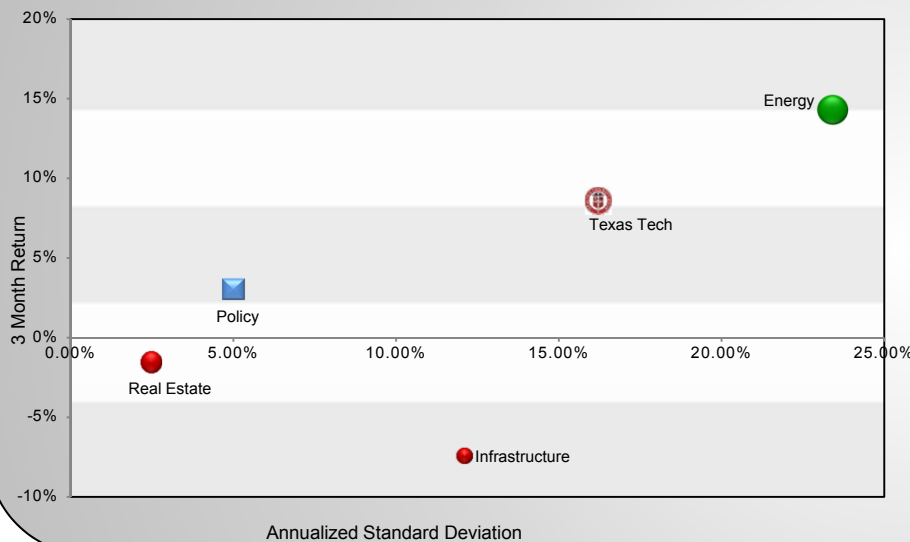 20%
15%
Energy
10%
Texas Tech
5%
3 Month Return
Policy
0%
0.00%
5.00%
10.00%
15.00%
20.00%
25.00%
Real Estate
-5%
Infrastructure
-10%
Annualized Standard Deviation